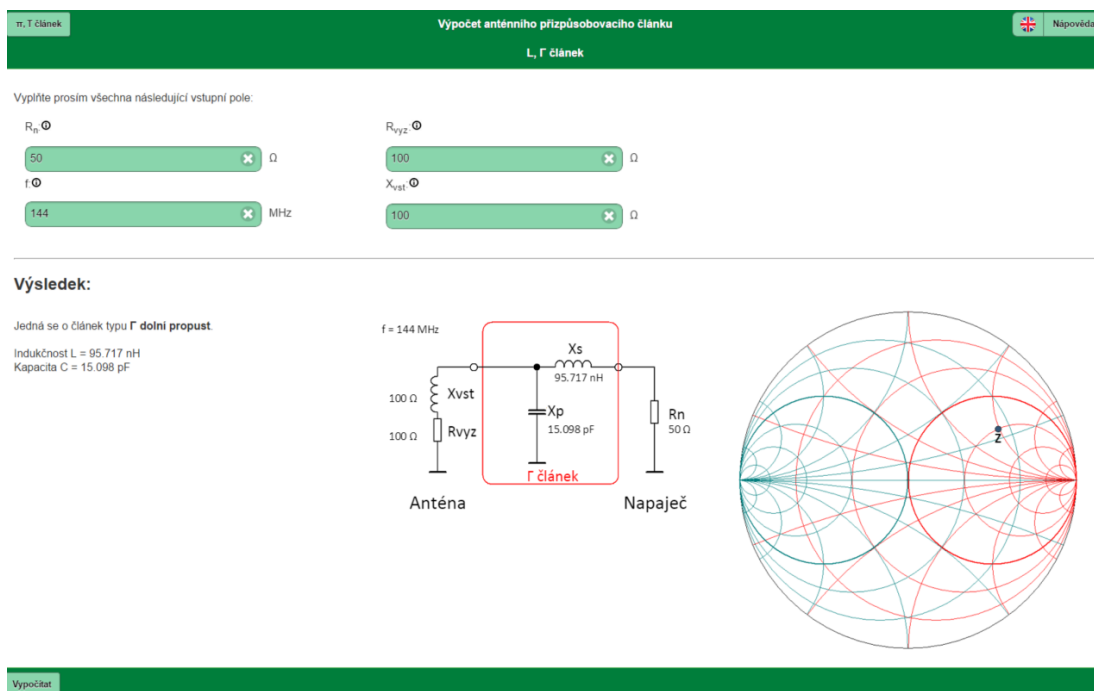 π, T článek
Výpočet anténního přizpůsobovacího článku
Nápověda
L, Γ článek
Vyplňte prosím všechna následující vstupní pole:
Rn:
Rvyz:
50 Ω
100 Ω
f:
Xvst:
144 MHz
100 Ω
Výsledek:
Jedná se o článek typu Γ dolní propust.
Indukčnost L = 95.717 nH
Kapacita C = 15.098 pF
f = 144 MHz
Xs
95.717 nH
100 Ω Xvst
100 Ω Rvyz
Xp
15.098 pF
Rn
50 Ω
Γ článek
Anténa
Napaječ
Z
Vypočítat